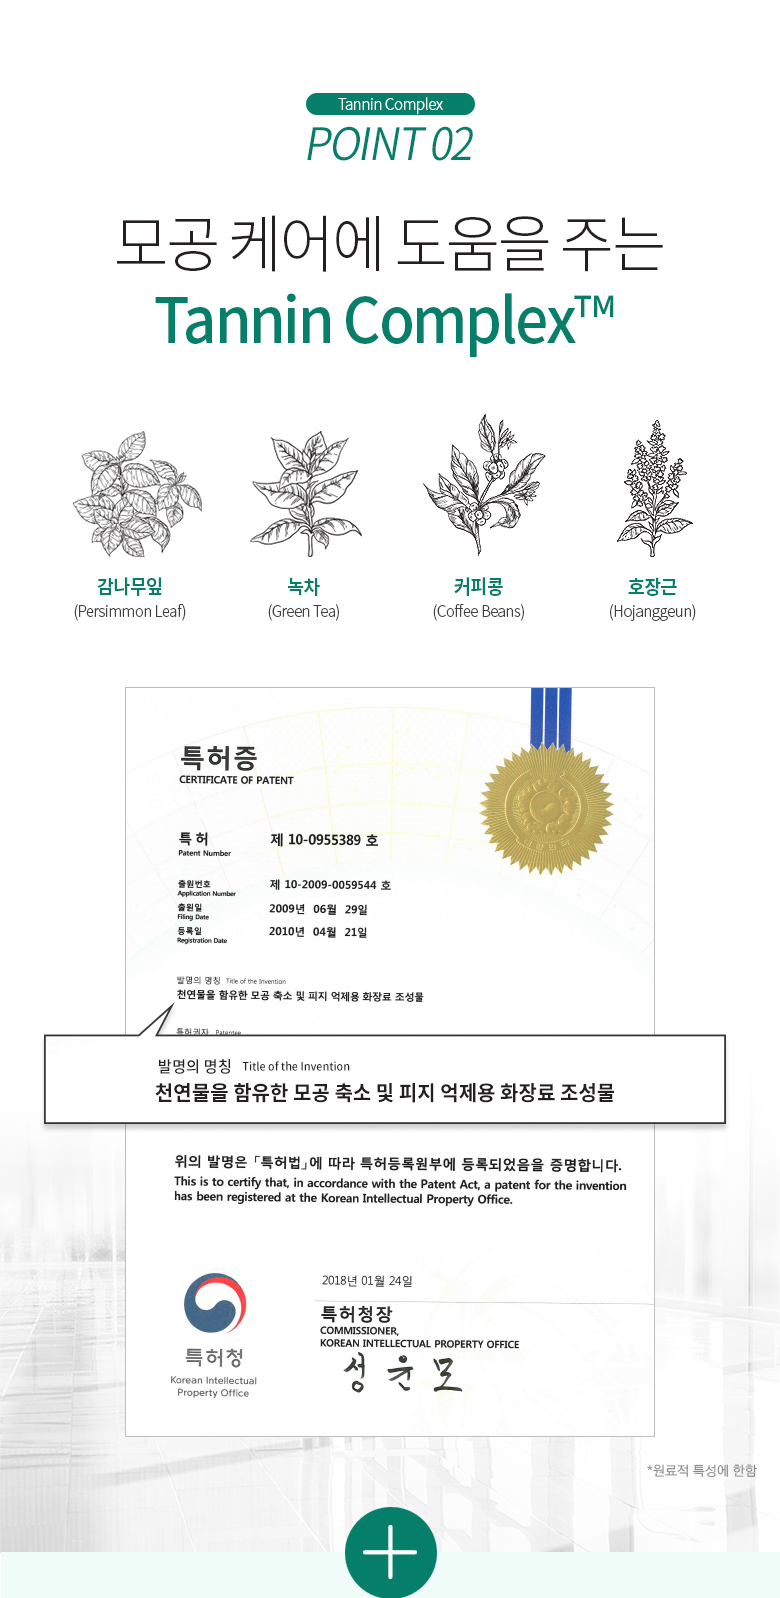 Tannin Complex
POINT 02
모공 케어에 도움을 주는
Tannin Complex™
감나무잎 녹차 커피콩 호장근
(Persimmon Leaf) (Green Tea) (Coffee Beans) (Hojanggeun)
특허증
CERTIFICATE OF PATENT
특허 제 10-0955389 호
Patent Number
출원번호 제 10-2009-0059544 호
Application Number
출원일 2009년 06월 29일
Filing Date
등록일 2010년 04월 21일
Registration Date
발명의 명칭 Title of the Invention
천연물을 함유한 모공 축소 및 피지 억제용 화장료 조성물
특허권자 Patentee
발명의 명칭 Title of the Invention
천연물을 함유한 모공 축소 및 피지 억제용 화장료 조성물
위의 발명은 「특허법」에 따라 특허등록원부에 등록되었음을 증명합니다.
This is to certify that, in accordance with the Patent Act, a patent for the invention
has been registered at the Korean Intellectual Property Office.
2018년 01월 24일
특허청장
COMMISSIONER,
KOREAN INTELLECTUAL PROPERTY OFFICE
성윤모
특허청
Korean Intellectual
Property Office
*원료적 특성에 한함